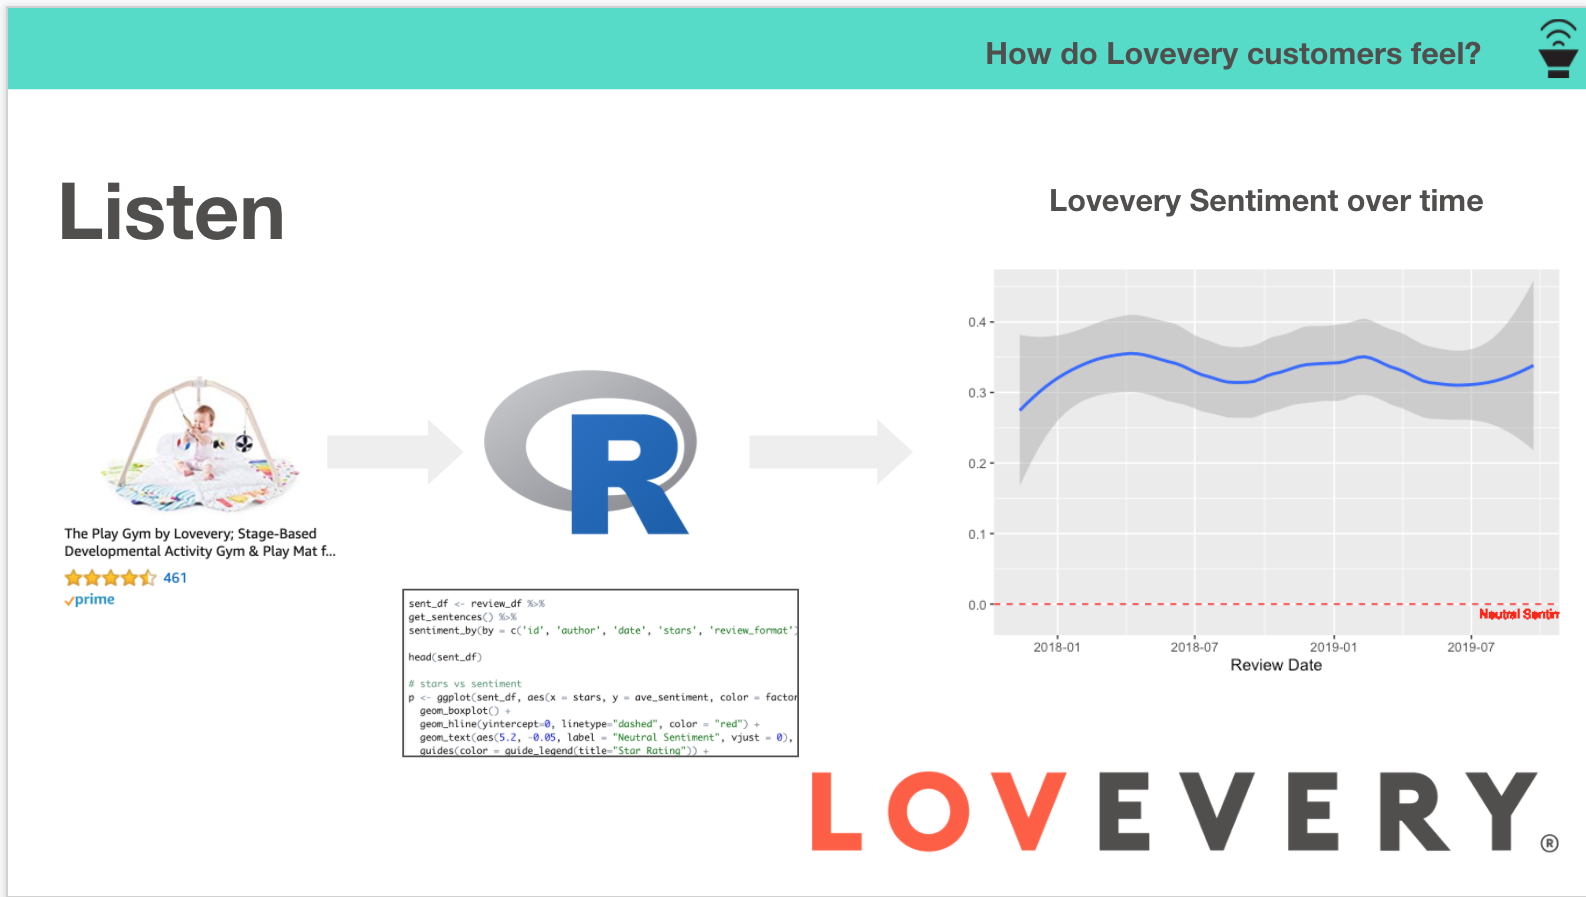 How do Lovevery customers feel?
Listen
Lovevery Sentiment over time
The Play Gym by Lovevery; Stage-Based
Developmental Activity Gym & Play Mat f...
461
prime
R
sent_df <- review_df %>%
get_sentences() %>%
sentiment_by(by = c('id', 'author', 'date', 'stars', 'review_format')
head(sent_df)
# stars vs sentiment
p <- ggplot(sent_df, aes(x = stars, y = ave_sentiment, color = factor
geom_boxplot() +
geom_hline(yintercept=0, linetype="dashed", color = "red") +
geom_text(aes(5.2, -0.05, label = "Neutral Sentiment", vjust = 0),
guides(color = guide_legend(title="Star Rating")) +
0.4
0.3
0.2
0.1
0.0
Neutral Sentim
2018-01 2018-07 2019-01 2019-07
Review Date
LOVEVERY®